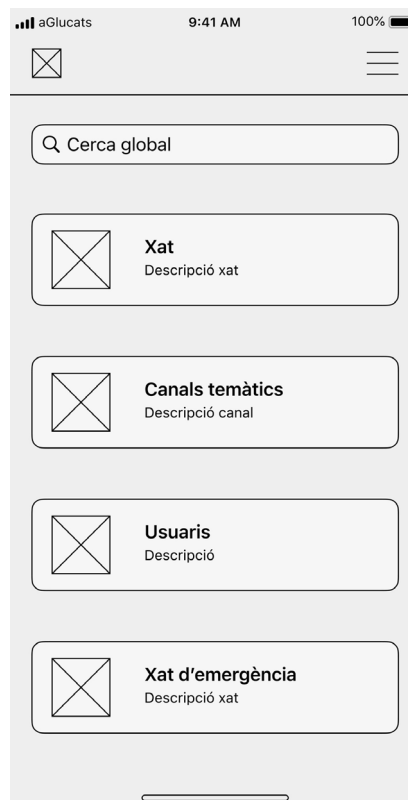 aGlucats 9:41 AM 100%
Cerca global
Xat
Descripció xat
Canals temàtics
Descripció canal
Usuaris
Descripció
Xat d’emergència
Descripció xat